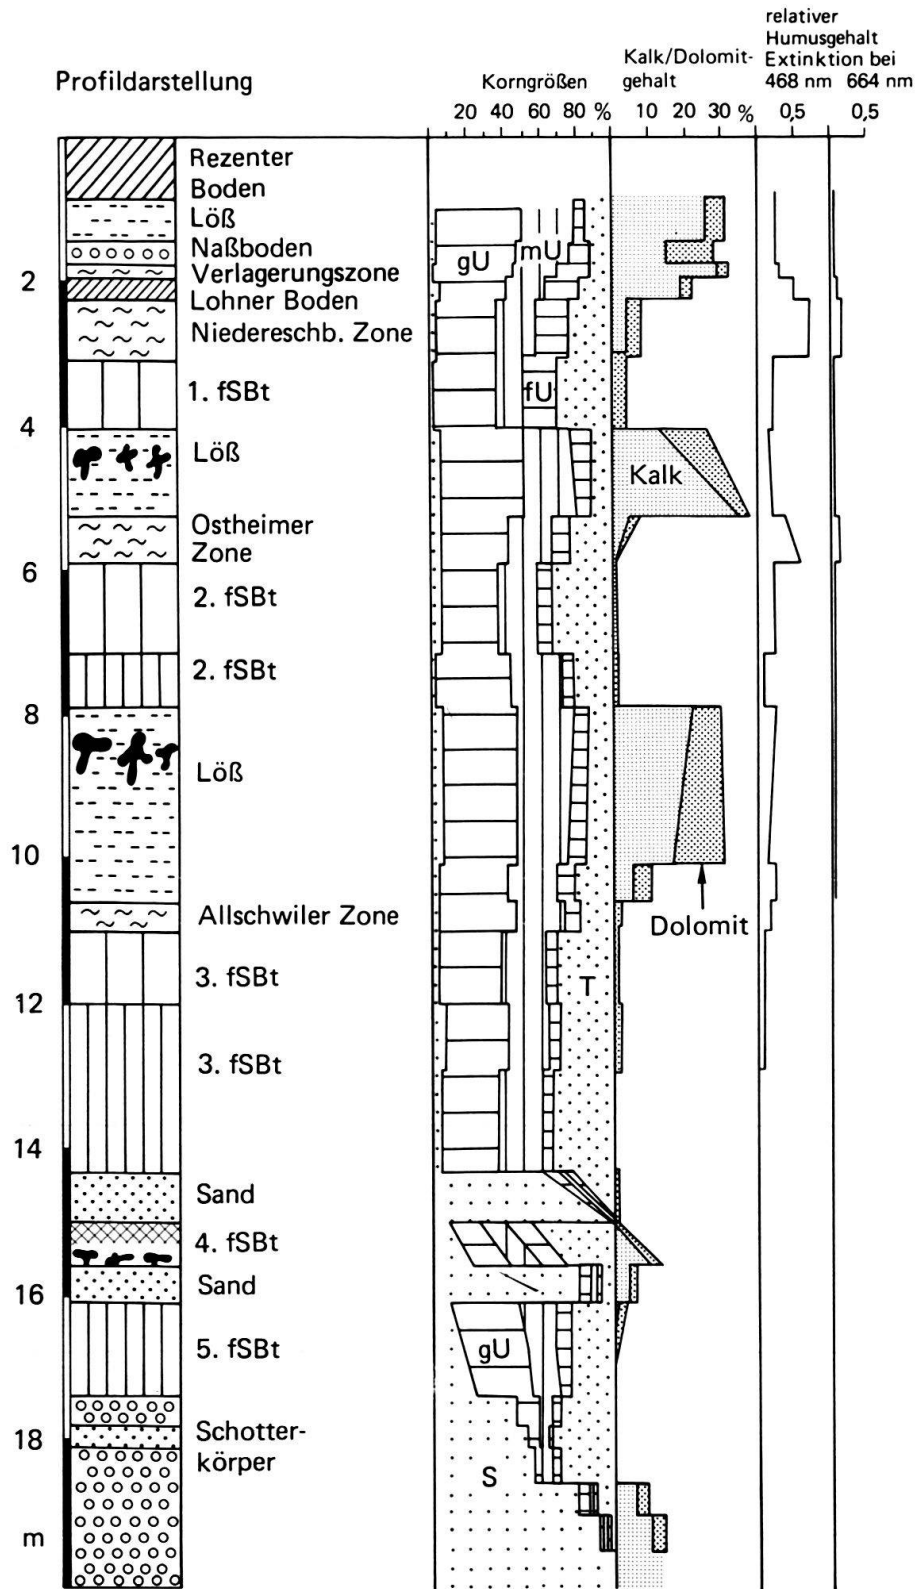 relativer
Humusgehalt
Kalk/Dolomit-
gehalt
Extinktion bei
468 nm 664 nm
Profildarstellung
Korngrößen
20 40 60 80 %
10 20 30 %
0,5
0,5
Rezenter
Boden
Löß
Naßboden
gU
mU
Verlagerungszone
2
Lohner Boden
Niedereschb. Zone
1. fSBt
fU
4
Löß
Kalk
Ostheimer
Zone
6
2. fSBt
2. fSBt
8
Löß
10
Allschwiler Zone
Dolomit
3. fSBt
T
12
3. fSBt
14
Sand
4. fSBt
Sand
16
5. fSBt
gU
18
Schotter-
körper
S
m